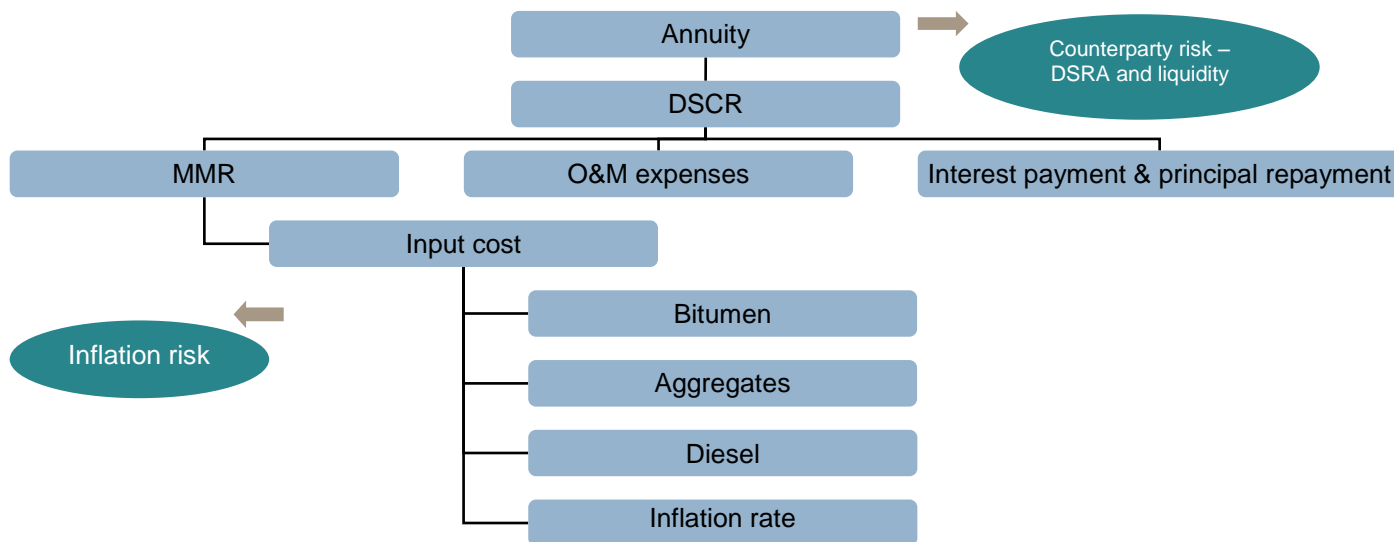 Annuity
Counterparty risk –
DSRA and liquidity
DSCR
MMR
O&M expenses
Interest payment & principal repayment
Input cost
Bitumen
Inflation risk
Aggregates
Diesel
Inflation rate